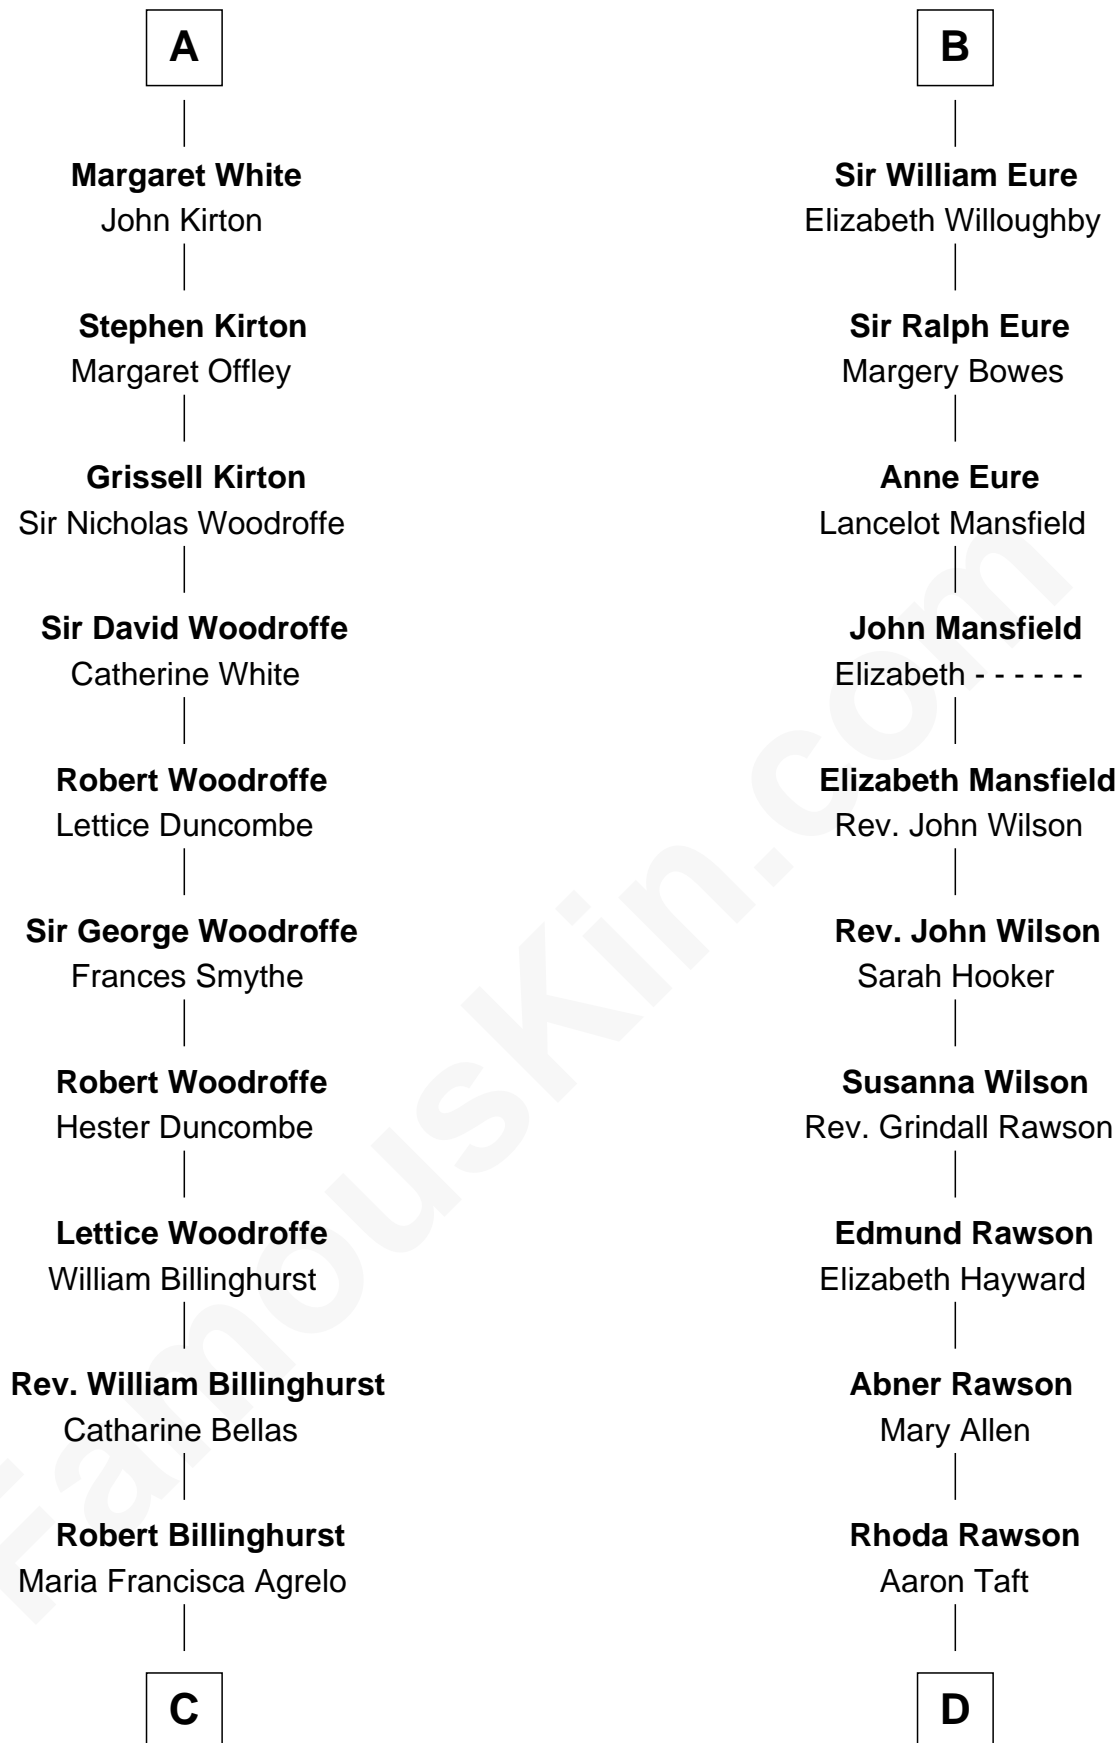 A
Margaret White
John Kirton
Stephen Kirton
Margaret Offley
Grissell Kirton
Sir Nicholas Woodroffe
Sir David Woodroffe
Catherine White
Robert Woodroffe
Lettice Duncombe
Sir George Woodroffe
Frances Smythe
Robert Woodroffe
Hester Duncombe
Lettice Woodroffe
William Billinghurst
Rev. William Billinghurst
Catharine Bellas
Robert Billinghurst
Maria Francisca Agrelo
C
B
Sir William Eure
Elizabeth Willoughby
Sir Ralph Eure
Margery Bowes
Anne Eure
Lancelot Mansfield
John Mansfield
Elizabeth - - - - - -
Elizabeth Mansfield
Rev. John Wilson
Rev. John Wilson
Sarah Hooker
Susanna Wilson
Rev. Grindall Rawson
Edmund Rawson
Elizabeth Hayward
Abner Rawson
Mary Allen
Rhoda Rawson
Aaron Taft
D
FamousKin.com